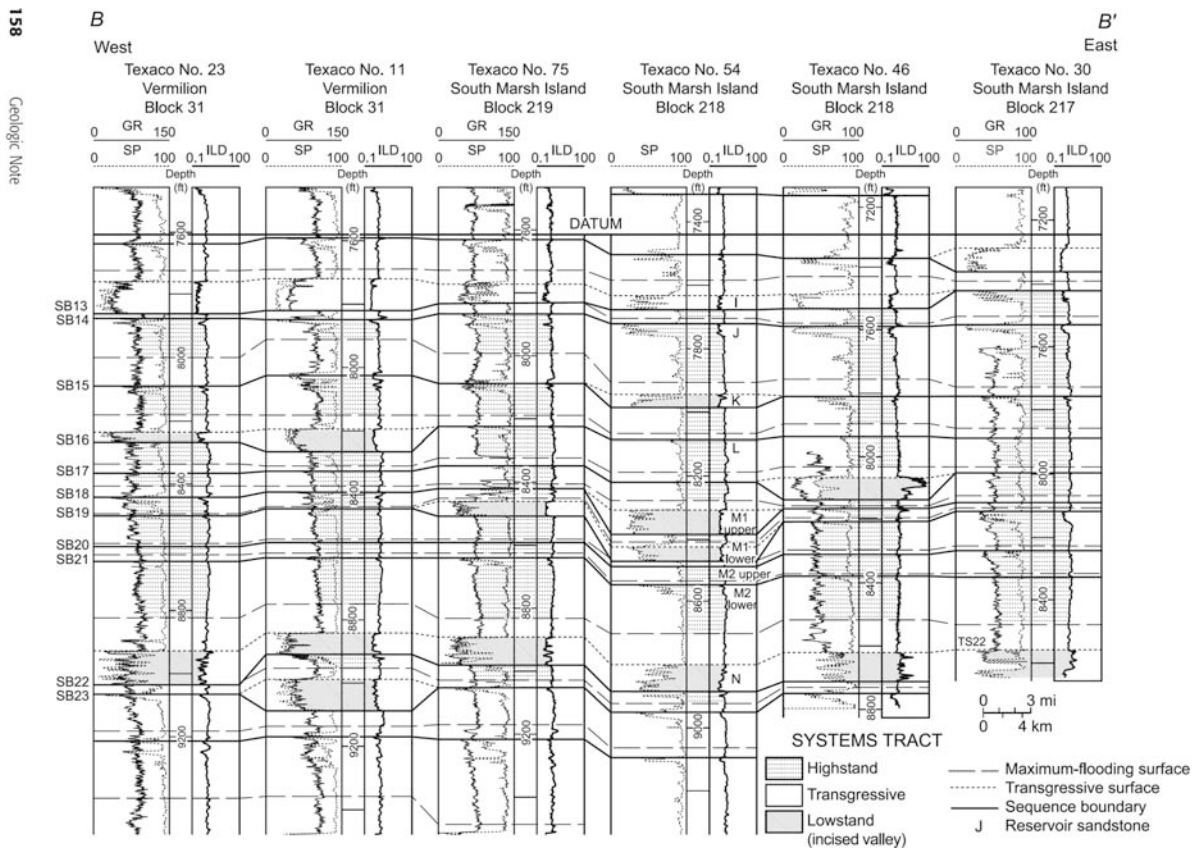 158
Geologic Note
B
B'
West
East
Texaco No. 23
Vermilion
Block 31
Texaco No. 11
Vermilion
Block 31
Texaco No. 75
South Marsh Island
Block 219
Texaco No. 54
South Marsh Island
Block 218
Texaco No. 46
South Marsh Island
Block 218
Texaco No. 30
South Marsh Island
Block 217
GR
0 150
SP ILD
0 100 0.1 100
Depth
(ft)
GR
0 150
SP ILD
0 100 0.1 100
Depth
(ft)
GR
0 150
SP ILD
0 100 0.1 100
Depth
(ft)
SP ILD
0 100 0.1 100
Depth
(ft)
GR
0 100
SP ILD
0 100 0.1 100
Depth
(ft)
GR
0 100
SP ILD
0 100 0.1 100
Depth
(ft)
DATUM
7600
8000
8400
8800
9200
7600
8000
8400
8800
9200
7600
8000
8400
8800
9200
7400
7800
8200
8600
9000
7200
7600
8000
8400
8800
7200
7600
8000
8400
SB13
SB14
SB15
SB16
SB17
SB18
SB19
SB20
SB21
SB22
SB23
I
J
K
L
M1
upper
M1
lower
M2 upper
M2
lower
N
TS22
0 3 mi
0 4 km
SYSTEMS TRACT
Highstand
Transgressive
Lowstand
(incised valley)
Maximum-flooding surface
Transgressive surface
Sequence boundary
J Reservoir sandstone